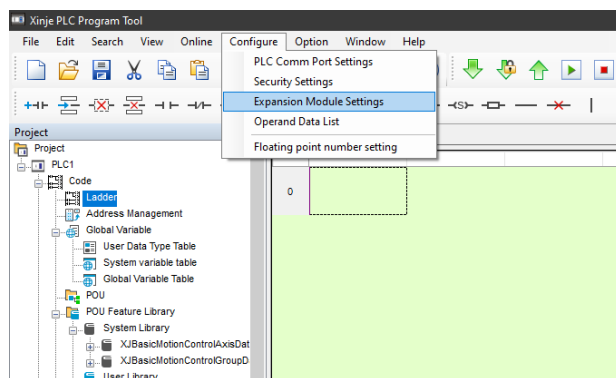 Xinje PLC Program Tool
File Edit Search View Online Configure Option Window Help
PLC Comm Port Settings
Security Settings
Expansion Module Settings
Operand Data List
Floating point number setting
Project
Project
PLC1
Code
Ladder
Address Management
Global Variable
User Data Type Table
System variable table
Global Variable Table
POU
POU Feature Library
System Library
XJBasicMotionControlAxisDat
XJBasicMotionControlGroupD
User Library
0